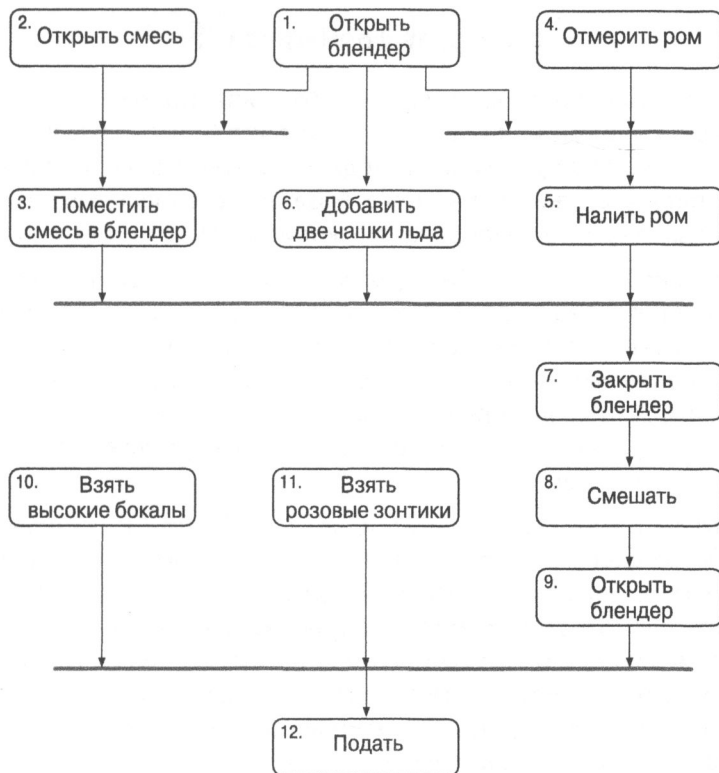 2. Открыть смесь
1. Открыть
блендер
4. Отмерить ром
3. Поместить
смесь в блендер
6. Добавить
две чашки льда
5. Налить ром
7. Закрыть
блендер
10. Взять
высокие бокалы
11. Взять
розовые зонтики
8. Смешать
9. Открыть
блендер
12. Подать